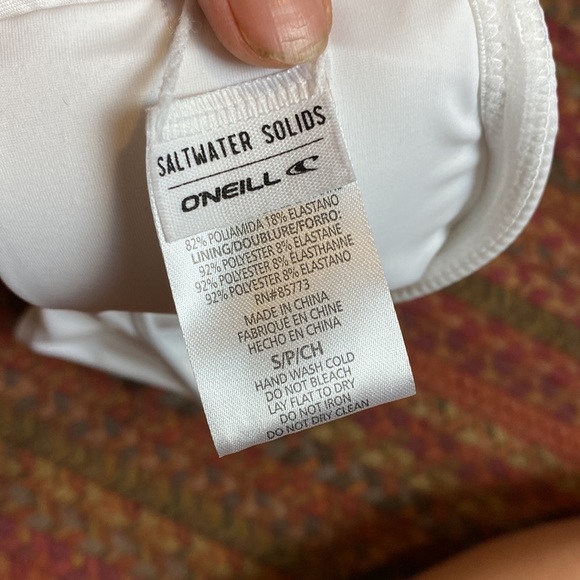 SALTWATER SOLIDS
O'NEILL
82% POLIAMIDA 18% ELASTANO
LINING/DOUBLURE/FORRO:
92% POLYESTER 8% ELASTANE
92% POLYESTER 8% ELASTHANNE
92% POLYESTER 8% ELASTANO
RN#85773
MADE IN CHINA
FABRIQUÉ EN CHINE
HECHO EN CHINA
S/P/CH
HAND WASH COLD
DO NOT BLEACH
LAY FLAT TO DRY
DO NOT IRON
DO NOT DRY CLEAN